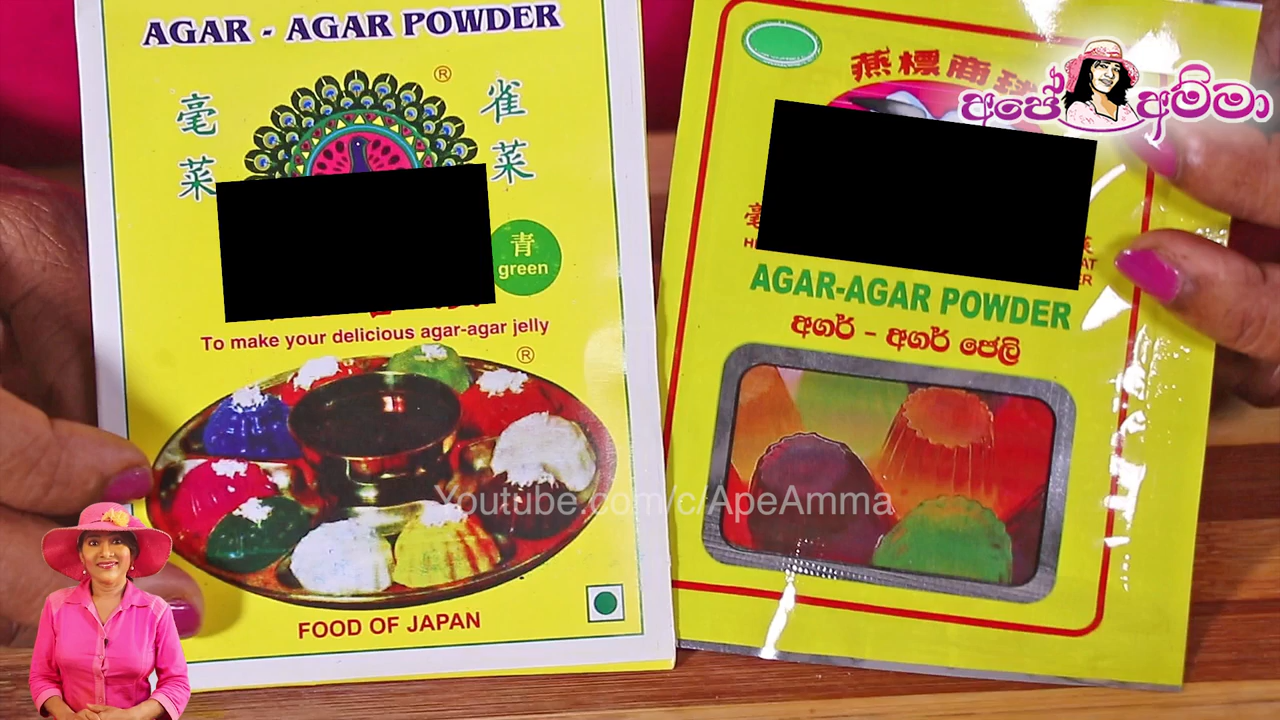 AGAR - AGAR POWDER
®
毫菜
雀菜
青
green
To make your delicious agar-agar jelly
®
FOOD OF JAPAN
燕標商
AGAR-AGAR POWDER
අගර් - අගර් ජෙලි
අපේ අම්මා
Youtube.com/c/ApeAmma